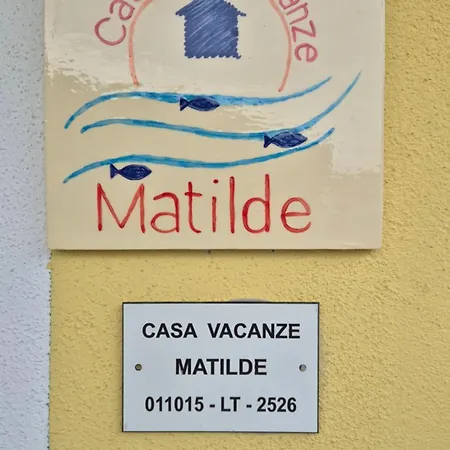 Matilde
CASA VACANZE
MATILDE
011015 - LT - 2526